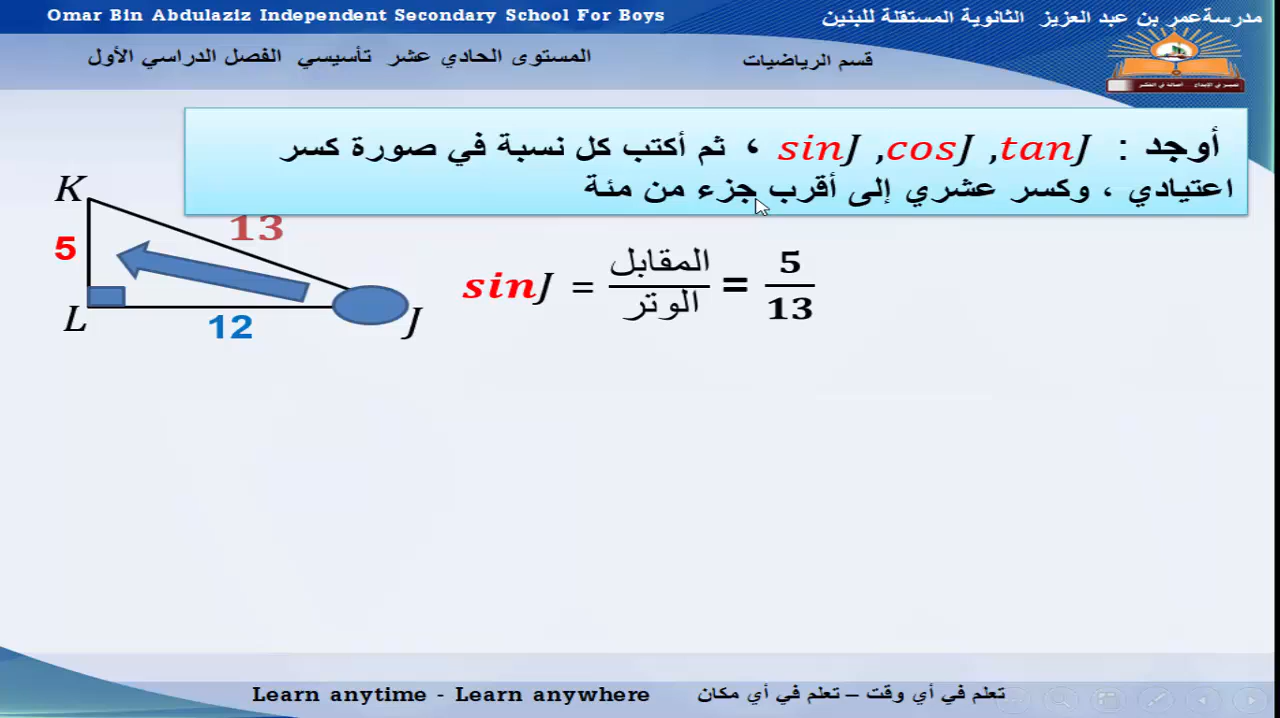 Omar Bin Abdulaziz Independent Secondary School For Boys
مدرسةعمر بن عبد العزيز الثانوية المستقلة للبنين
المستوى الحادي عشر تأسيسي الفصل الدراسي الأول
قسم الرياضيات
أوجد : sinJ ,cosJ ,tanJ ، ثم أكتب كل نسبة في صورة كسر
اعتيادي ، وكسر عشري إلى أقرب جزء من مئة
K
13
5
L
12
J
sinJ = المقابل / الوتر = 5 / 13
Learn anytime - Learn anywhere
تعلم في أي وقت – تعلم في أي مكان